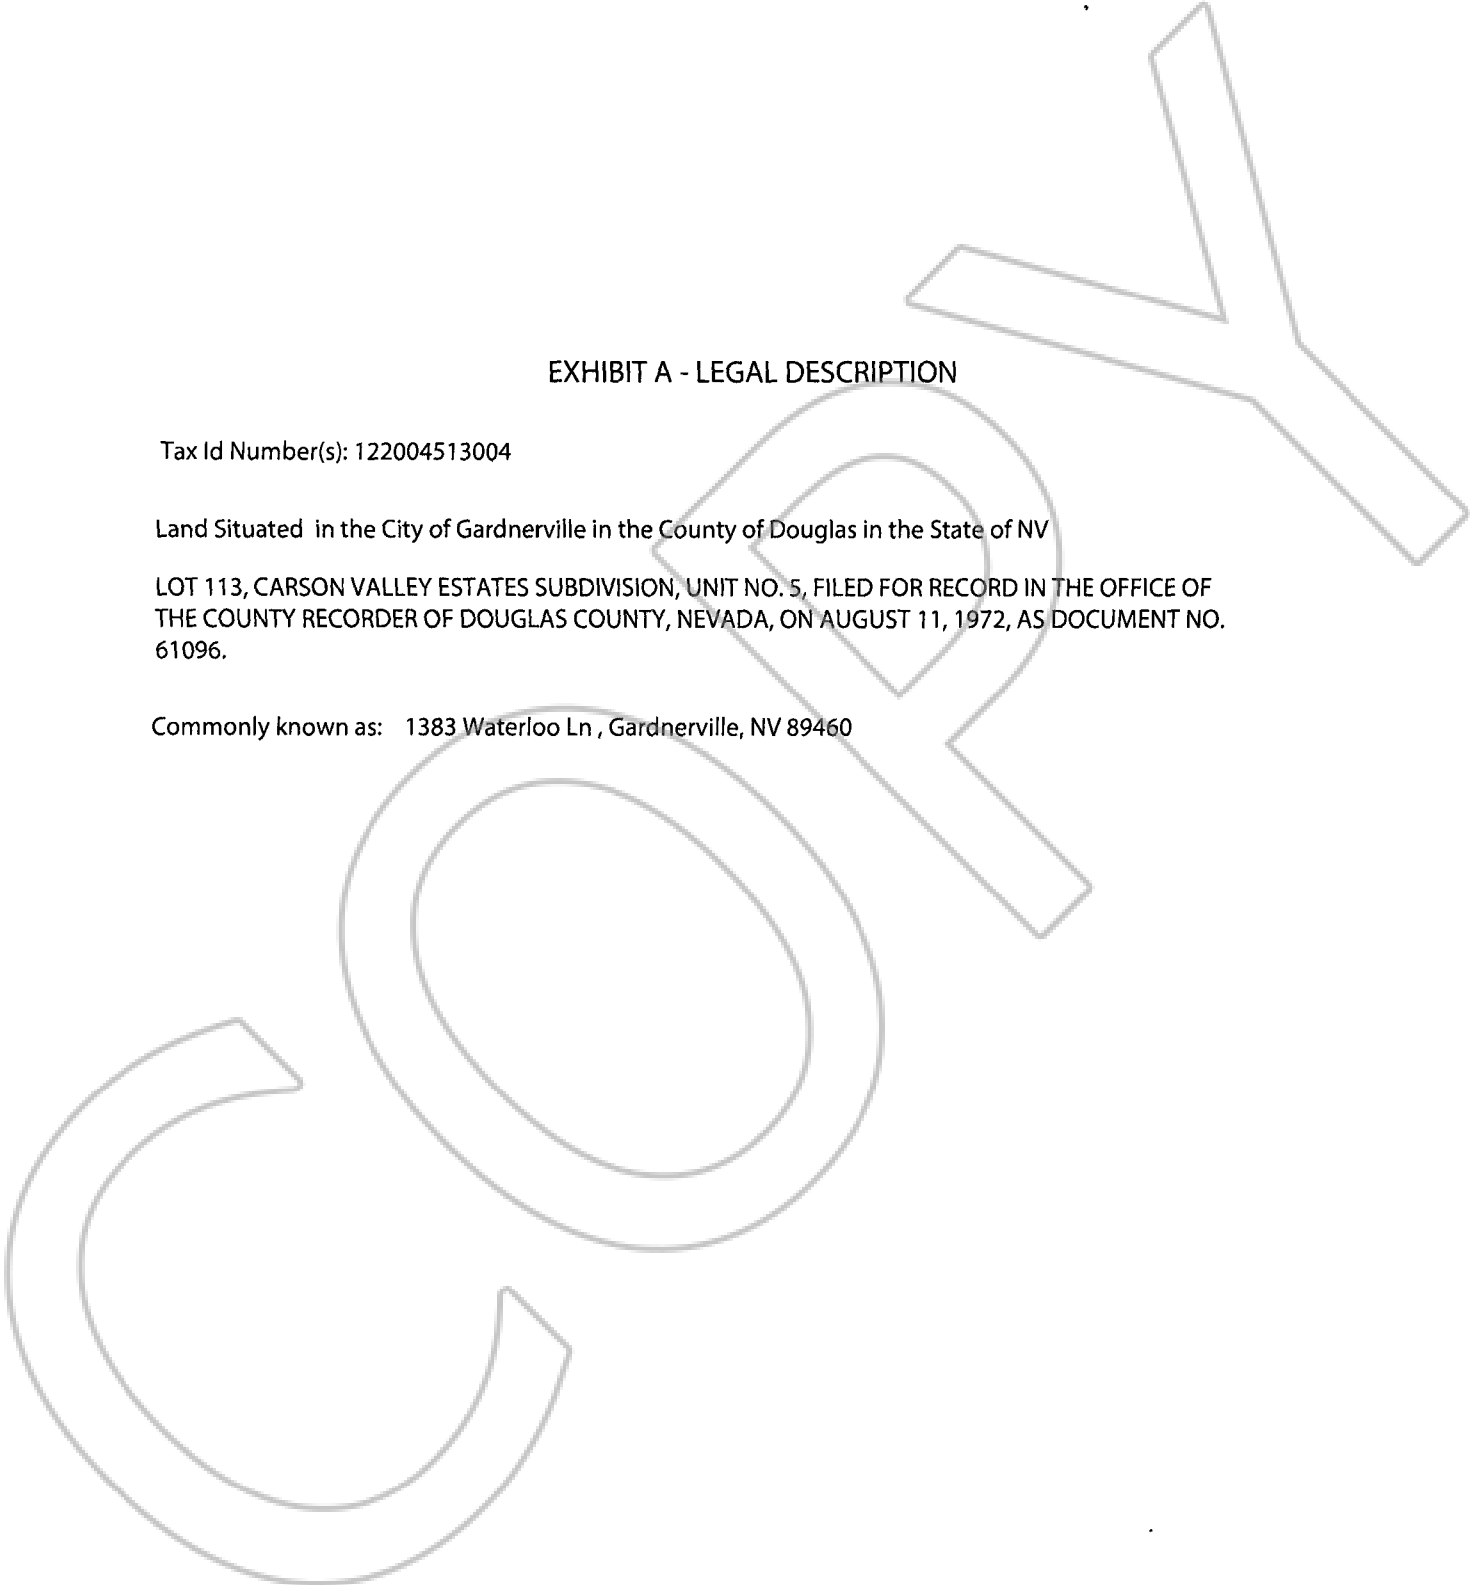 EXHIBIT A - LEGAL DESCRIPTION
Tax Id Number(s): 122004513004
Land Situated in the City of Gardnerville in the County of Douglas in the State of NV
LOT 113, CARSON VALLEY ESTATES SUBDIVISION, UNIT NO. 5, FILED FOR RECORD IN THE OFFICE OF
THE COUNTY RECORDER OF DOUGLAS COUNTY, NEVADA, ON AUGUST 11, 1972, AS DOCUMENT NO.
61096.
Commonly known as: 1383 Waterloo Ln , Gardnerville, NV 89460
COPY